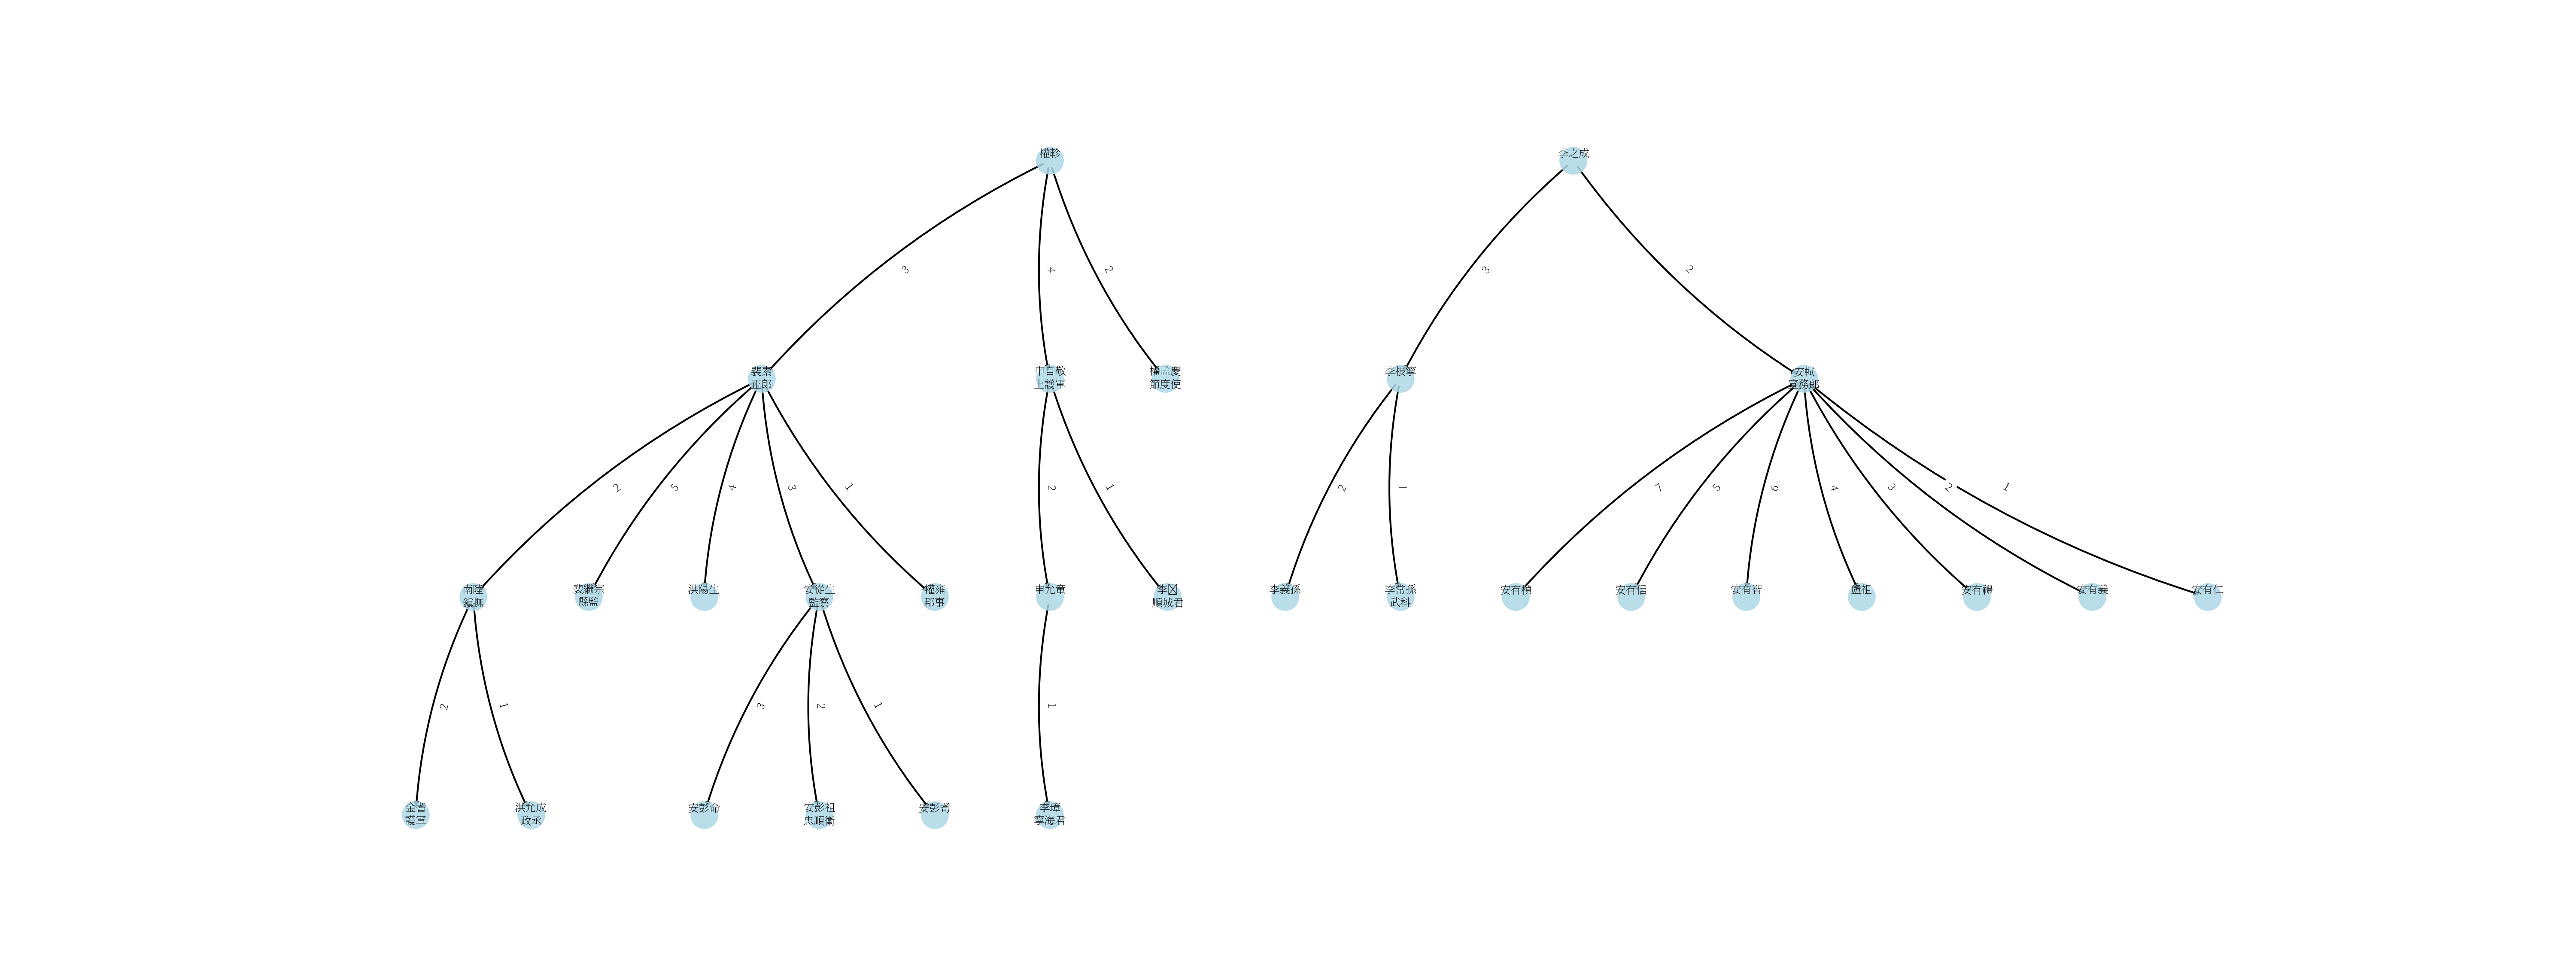 權軫
李之成
3
4
2
3
2
裴素
正郎
申自敬
上護軍
權孟慶
節度使
李根寧
安軾
宣務郎
2
5
4
3
1
2
1
2
1
7
5
6
4
3
2
1
南陸
鎭撫
裴繼宗
縣監
洪陽生
安從生
監察
權雍
郡事
申允童
順城君
李義孫
李常孫
武科
安有禎
安有信
安有智
盧祖
安有禮
安有義
安有仁
2
1
3
2
1
1
金耆
護軍
洪允成
政丞
安彭命
安彭祖
忠順衛
安彭耇
李璋
寧海君